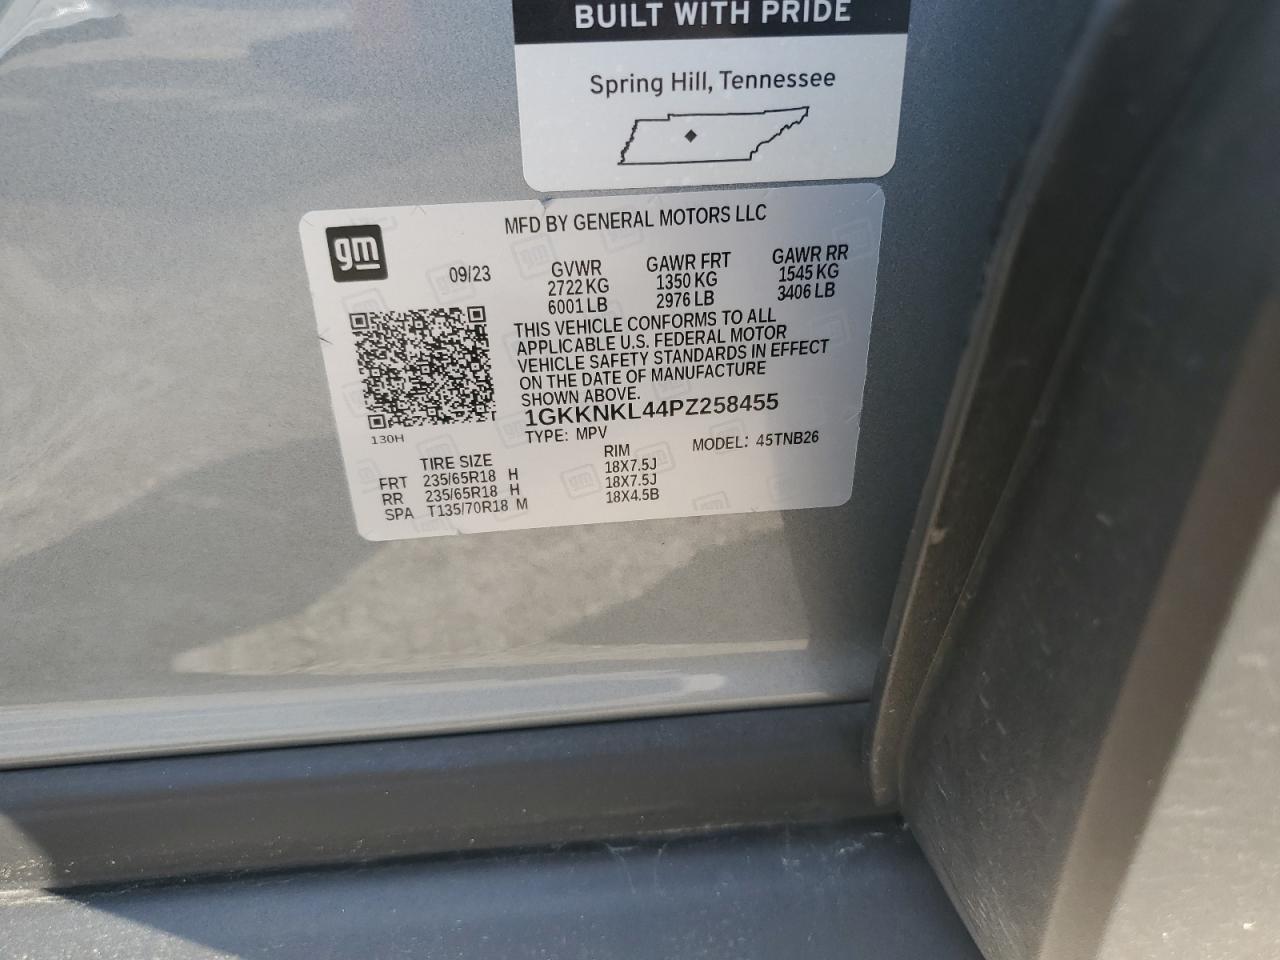 BUILT WITH PRIDE
Spring Hill, Tennessee
MFD BY GENERAL MOTORS LLC
gm
09/23
GVWR GAWR FRT GAWR RR
2722 KG 1350 KG 1545 KG
6001 LB 2976 LB 3406 LB
THIS VEHICLE CONFORMS TO ALL
APPLICABLE U.S. FEDERAL MOTOR
VEHICLE SAFETY STANDARDS IN EFFECT
ON THE DATE OF MANUFACTURE
SHOWN ABOVE.
1GKKNKL44PZ258455
130H
TYPE: MPV MODEL: 45TNB26
TIRE SIZE RIM
FRT 235/65R18 H 18X7.5J
RR 235/65R18 H 18X7.5J
SPA T135/70R18 M 18X4.5B